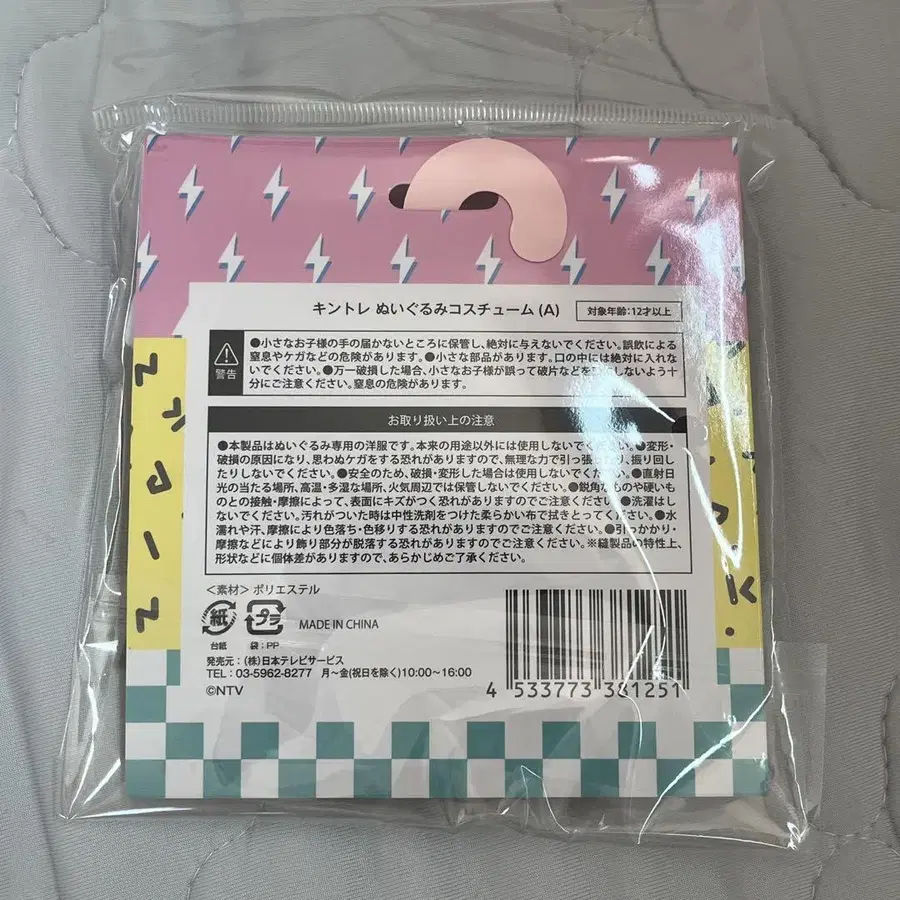 キントレ ぬいぐるみコスチューム (A)
対象年齢:12才以上
警告
●小さなお子様の手の届かないところに保管し、絶対に与えないでください。誤飲による
窒息やケガなどの危険があります。●小さな部品があります。口の中には絶対に入れな
いでください。●万一破損した場合、小さなお子様が誤って破片などを しないよう十
分にご注意ください。窒息の危険があります。
お取り扱い上の注意
●本製品はぬいぐるみ専用の洋服です。本来の用途以外には使用しないでください。●変形・
破損の原因になり、思わぬケガをする恐れがありますので、無理な力で引っ張ったり、振り回し
たりしないでください。●安全のため、破損・変形した場合は使用しないでください。●直射日
光の当たる場所、高温・多湿な場所、火気周辺では保管しないでください。●鋭角なものや硬いも
のとの接触・摩擦によって、表面にキズがつく恐れがありますのでご注意ください。●洗濯はし
ないでください。汚れがついた時は中性洗剤をつけた柔らかい布で拭きとってください。●水
濡れや汗、摩擦により色落ち・色移りする恐れがありますのでご注意ください。●引っかかり・
摩擦などにより飾り部分が脱落する恐れがありますのでご注意ください。※縫製品の特性上、
形状などに個体差がありますので、あらかじめご了承ください。
<素材> ポリエステル
紙 プラ MADE IN CHINA
台紙 袋:PP
発売元:(株)日本テレビサービス
TEL:03-5962-8277 月〜金(祝日を除く)10:00〜16:00
©NTV
4 533773 381251